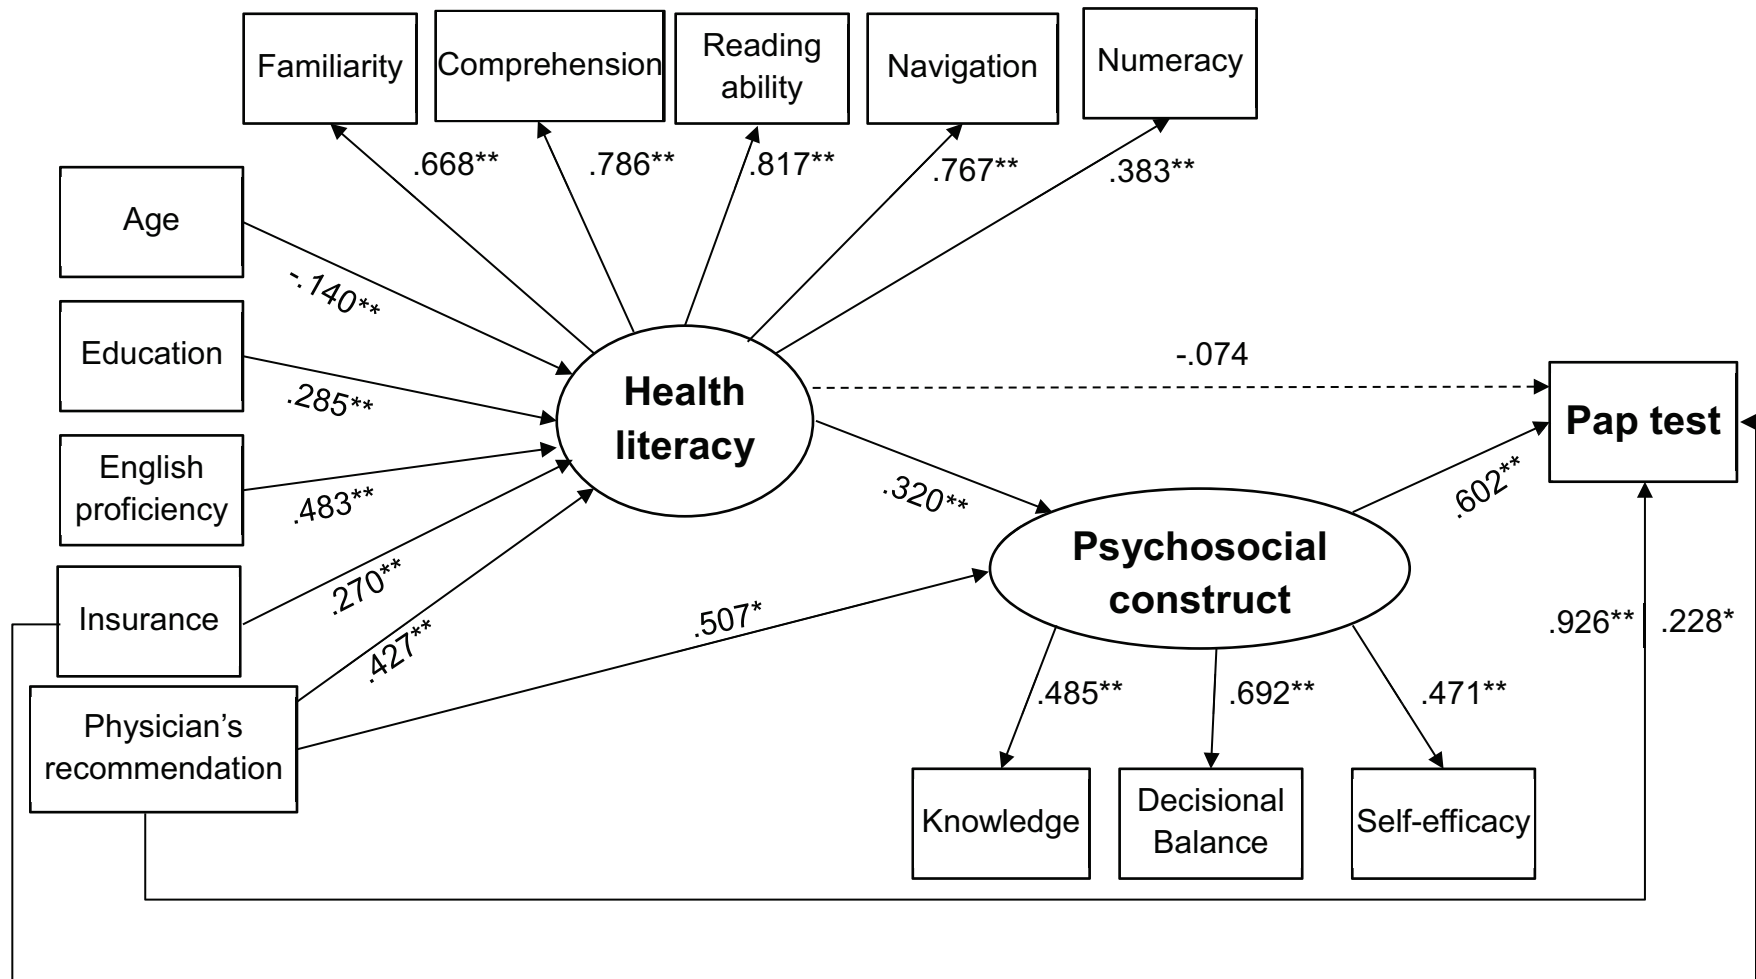 Familiarity
Comprehension
Reading
ability
Navigation
Numeracy
.668**
.786**
.817**
.767**
.383**
Age
-.140**
Education
.285**
English
proficiency
.483**
Insurance
.270**
Physician’s
recommendation
.427**
.507*
Health
literacy
-.074
Pap test
.320**
.602**
Psychosocial
construct
.926**
.228*
.485**
.692**
.471**
Knowledge
Decisional
Balance
Self-efficacy